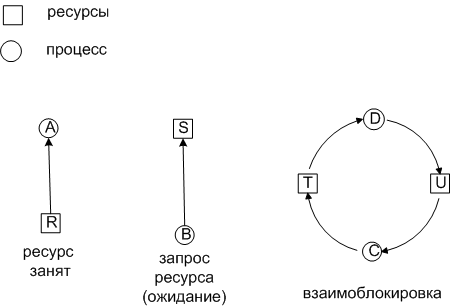 ресурсы
процесс
A
S
D
T
U
R
B
C
ресурс
занят
запрос
ресурса
(ожидание)
взаимоблокировка